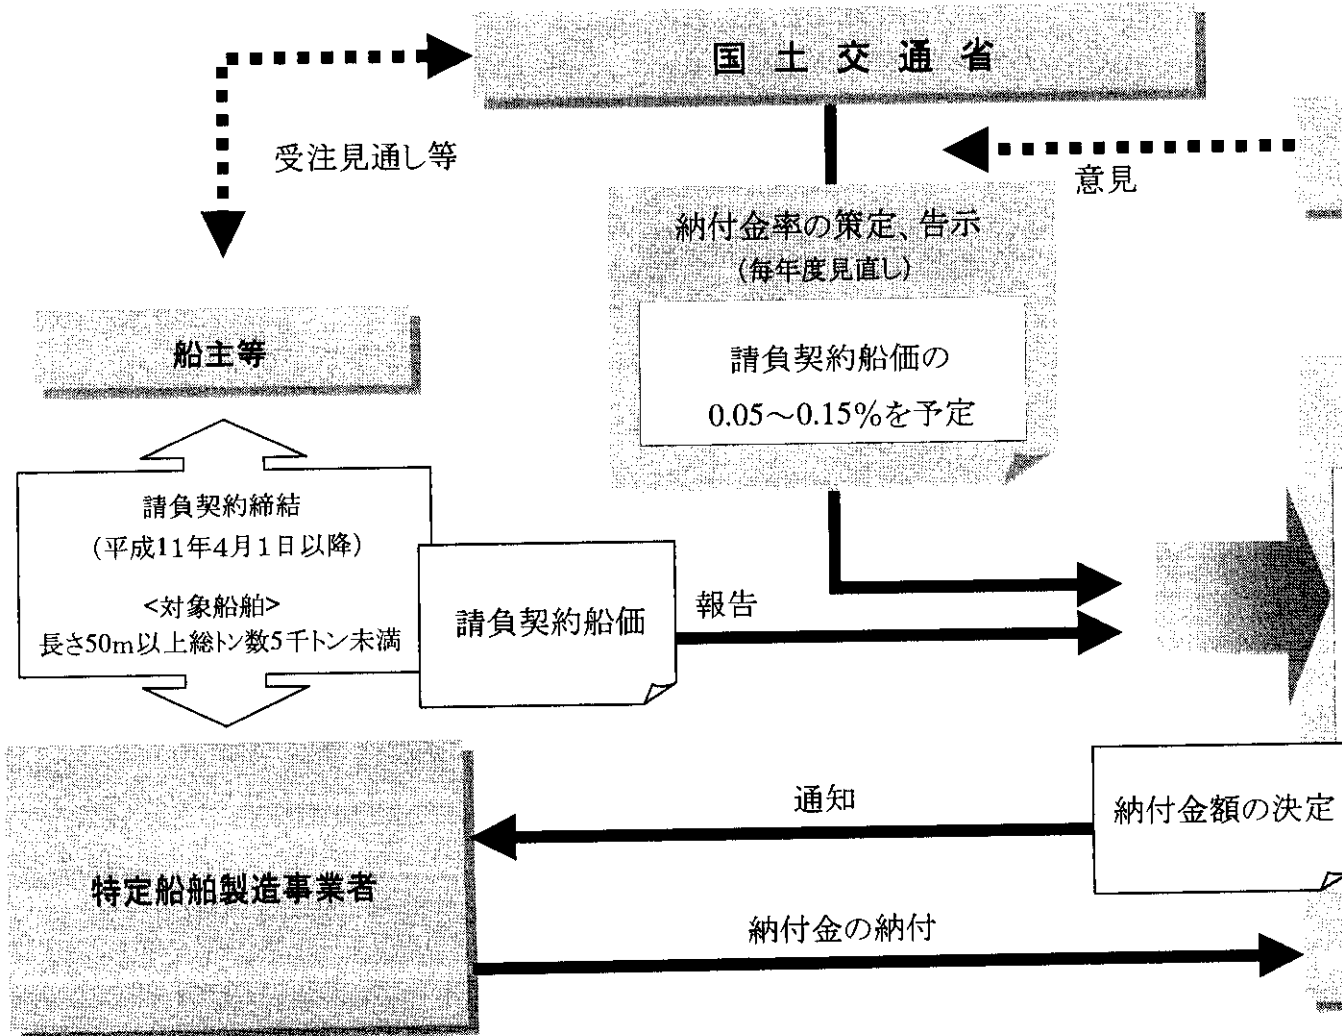 国土交通省
受注見通し等
意見
納付金率の策定、告示
(毎年度見直し)
請負契約船価の
0.05～0.15%を予定
船主等
請負契約締結
(平成11年4月1日以降)
<対象船舶>
長さ50m以上総トン数5千トン未満
請負契約船価
報告
通知
納付金額の決定
特定船舶製造事業者
納付金の納付